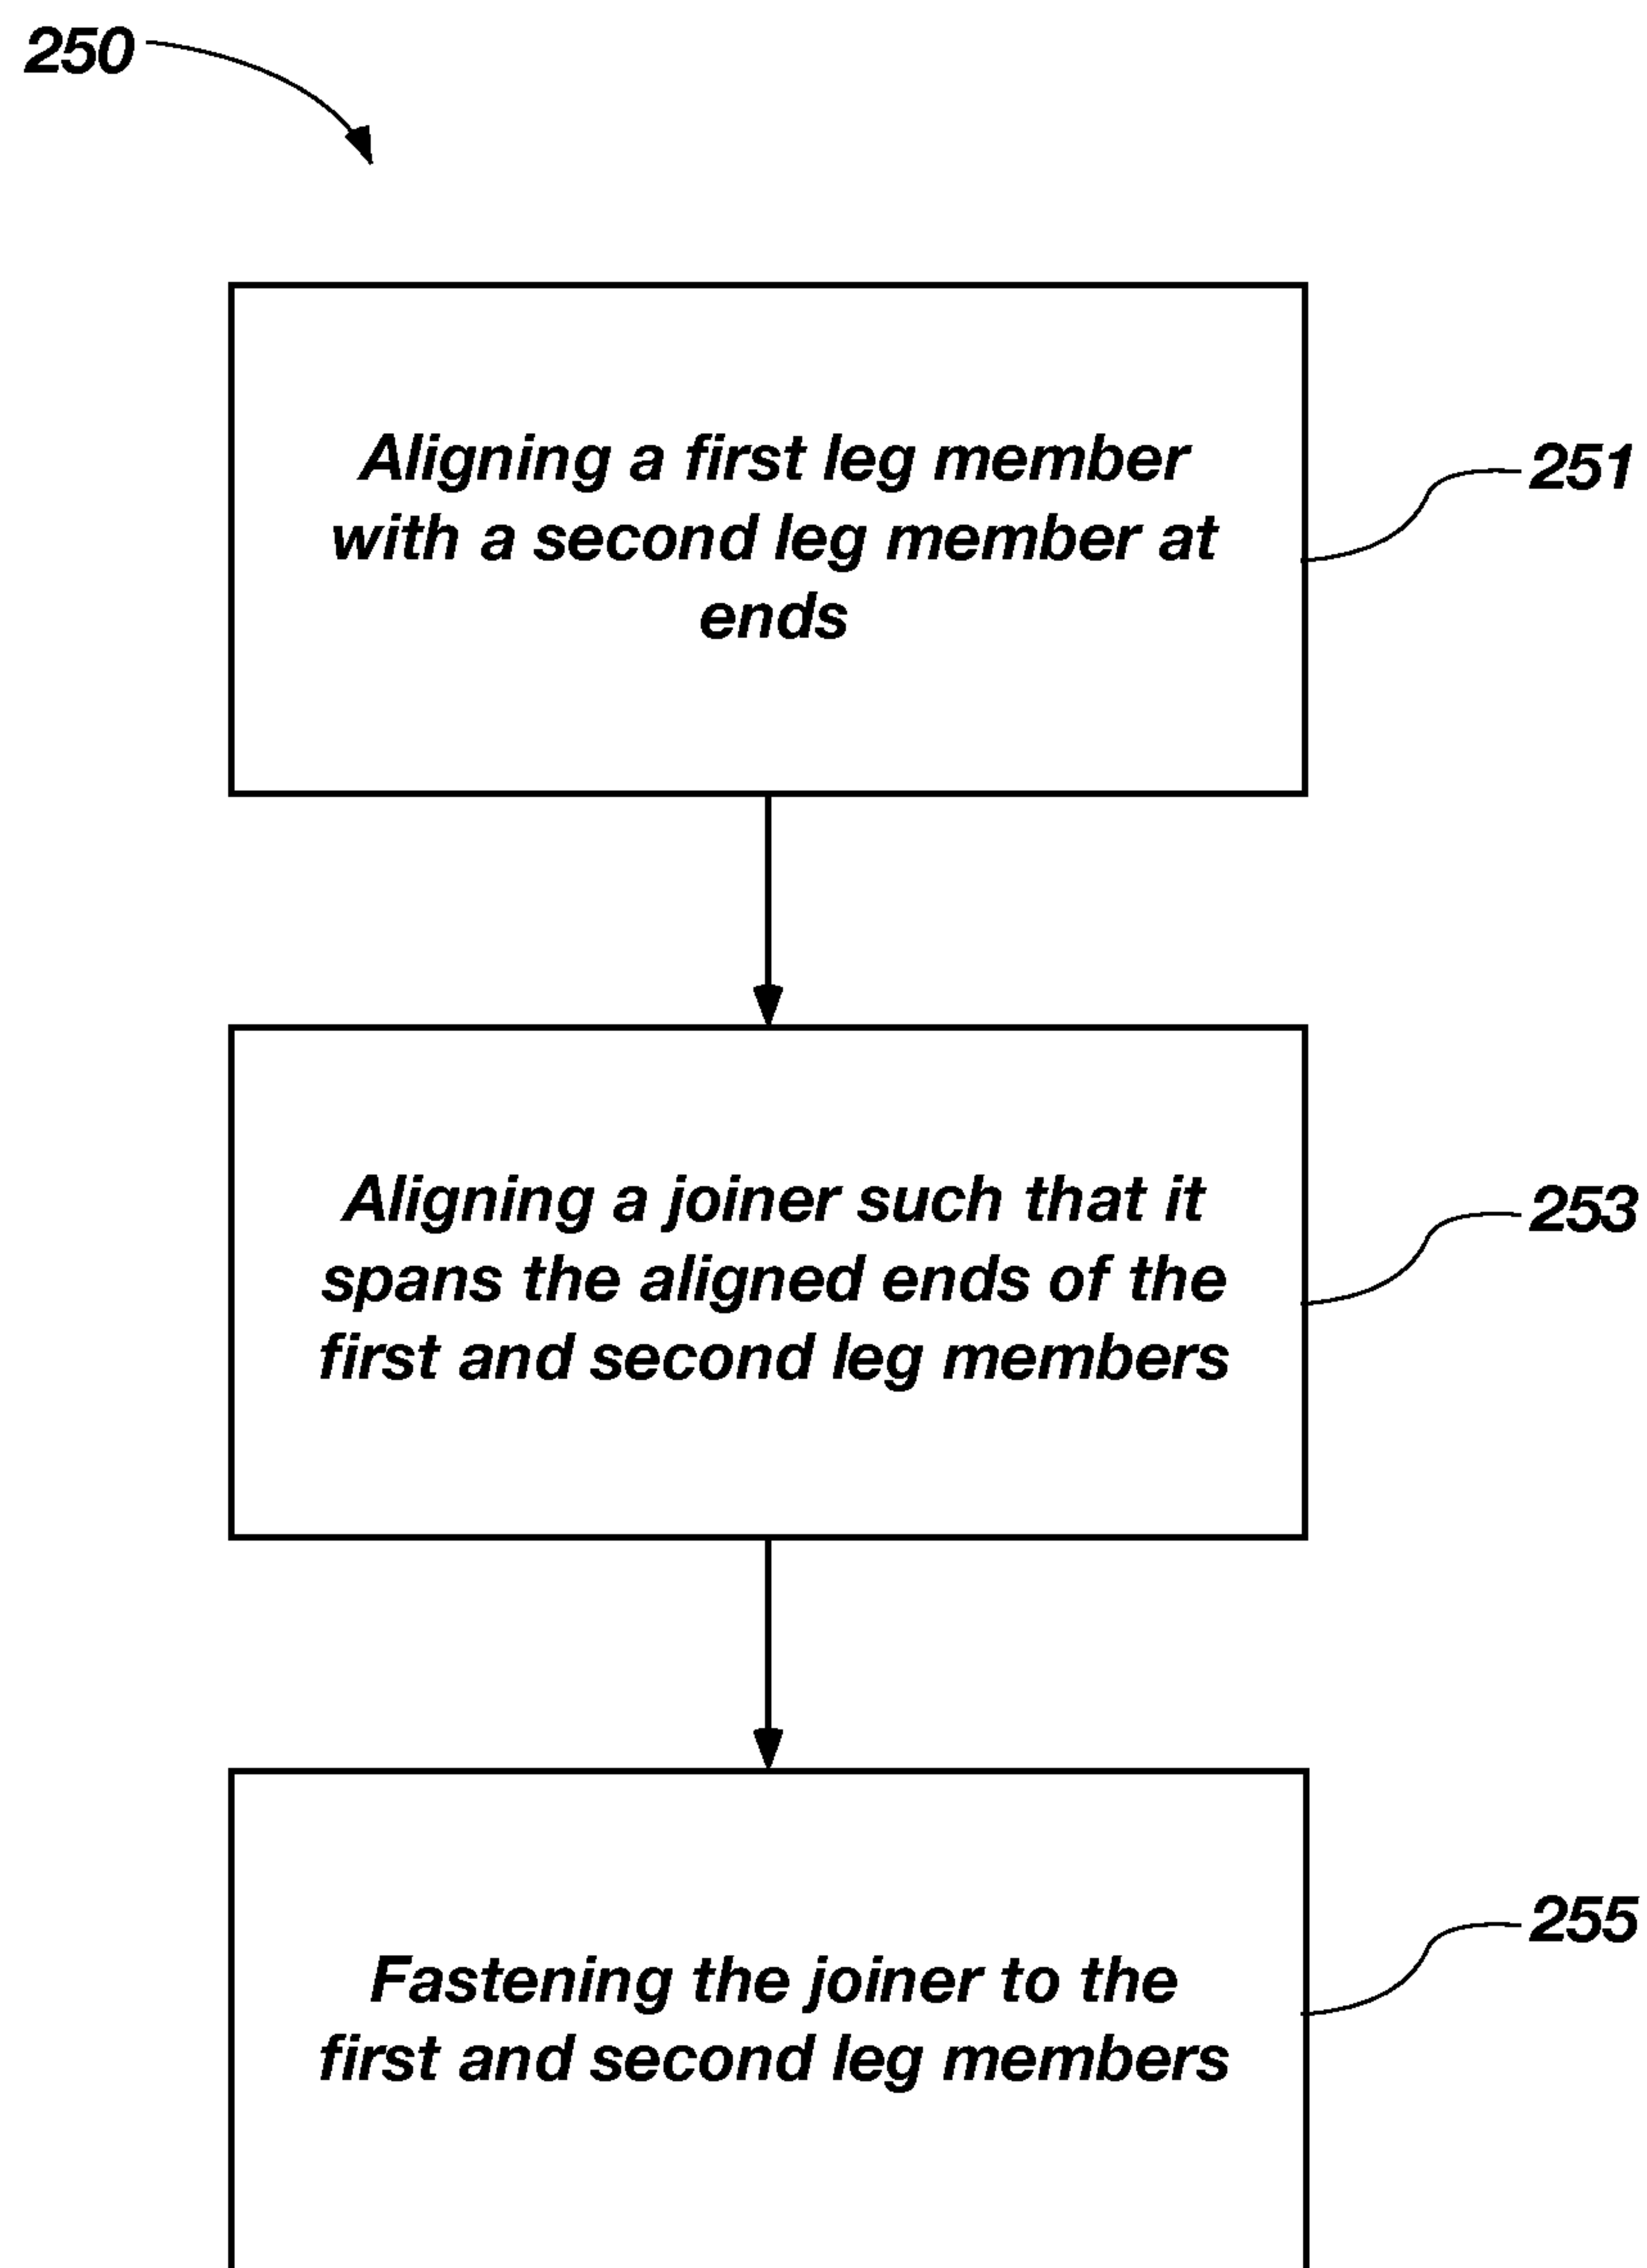 250
Aligning a first leg member
with a second leg member at
ends
251
Aligning a joiner such that it
spans the aligned ends of the
first and second leg members
253
Fastening the joiner to the
first and second leg members
255